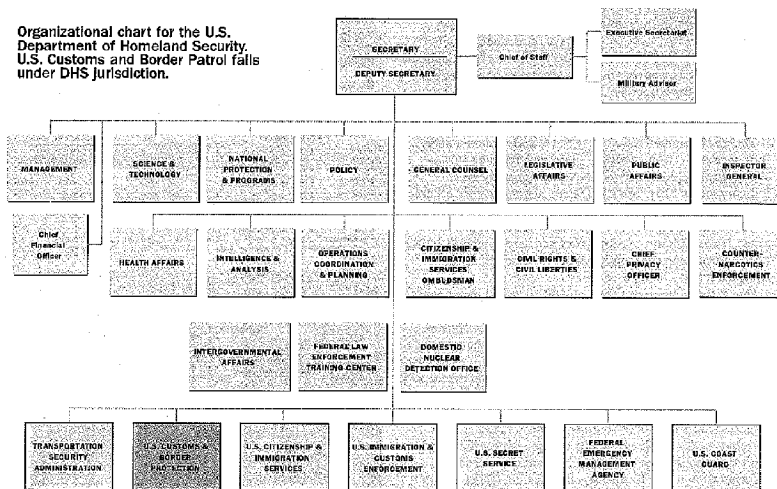 Organizational chart for the U.S.
Department of Homeland Security.
U.S. Customs and Border Patrol falls
under DHS jurisdiction.
SECRETARY
DEPUTY SECRETARY
Chief of Staff
Executive Secretariat
Military Advisor
MANAGEMENT
SCIENCE &
TECHNOLOGY
NATIONAL
PROTECTION
& PROGRAMS
POLICY
GENERAL COUNSEL
LEGISLATIVE
AFFAIRS
PUBLIC
AFFAIRS
INSPECTOR
GENERAL
Chief
Financial
Officer
HEALTH AFFAIRS
INTELLIGENCE &
ANALYSIS
OPERATIONS
COORDINATION
& PLANNING
CITIZENSHIP &
IMMIGRATION
SERVICES
OMBUDSMAN
CIVIL RIGHTS &
CIVIL LIBERTIES
CHIEF
PRIVACY
OFFICER
COUNTER-
NARCOTICS
ENFORCEMENT
INTERGOVERNMENTAL
AFFAIRS
FEDERAL LAW
ENFORCEMENT
TRAINING CENTER
DOMESTIC
NUCLEAR
DETECTION OFFICE
TRANSPORTATION
SECURITY
ADMINISTRATION
U.S. CUSTOMS &
BORDER
PROTECTION
U.S. CITIZENSHIP &
IMMIGRATION
SERVICES
U.S. IMMIGRATION &
CUSTOMS
ENFORCEMENT
U.S. SECRET
SERVICE
FEDERAL
EMERGENCY
MANAGEMENT
AGENCY
U.S. COAST
GUARD